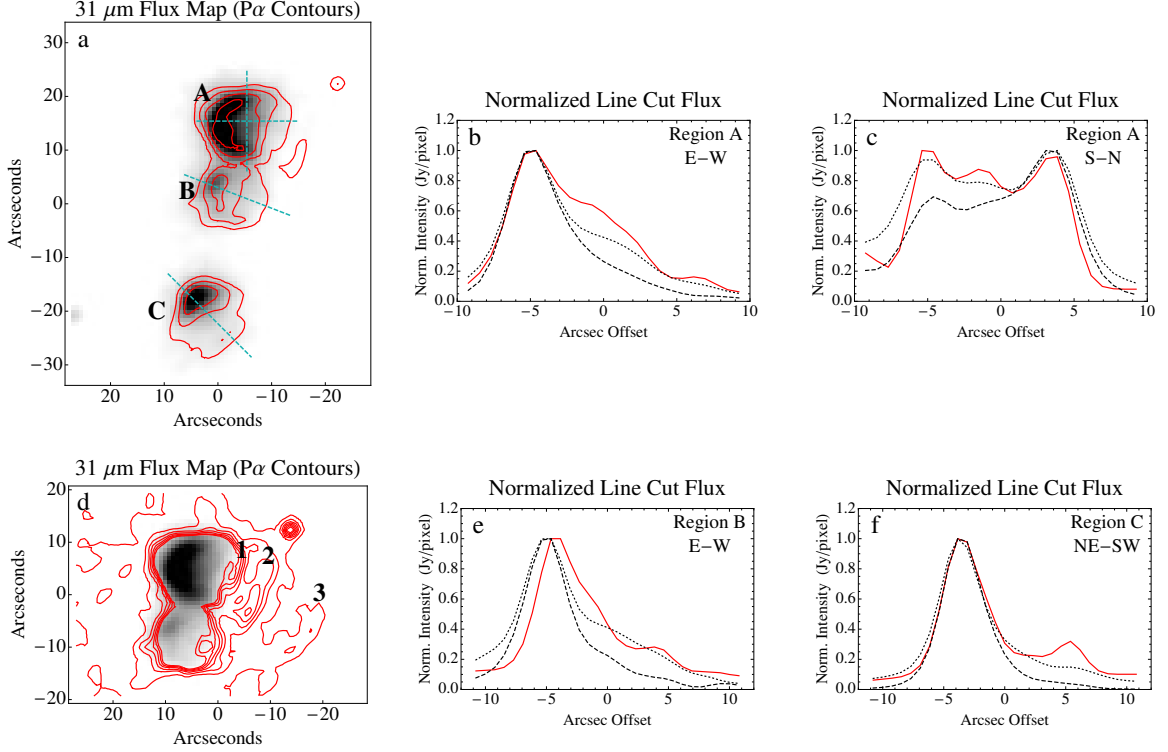 31 μm Flux Map (Pα Contours)
a
A
B
C
30
20
10
0
−10
−20
−30
Arcseconds
20 10 0 −10 −20
Arcseconds
Normalized Line Cut Flux
b
Region A
E−W
1.2
1.0
0.8
0.6
0.4
0.2
0.0
Norm. Intensity (Jy/pixel)
−10 −5 0 5 10
Arcsec Offset
Normalized Line Cut Flux
c
Region A
S−N
1.2
1.0
0.8
0.6
0.4
0.2
0.0
Norm. Intensity (Jy/pixel)
−10 −5 0 5 10
Arcsec Offset
31 μm Flux Map (Pα Contours)
d
1
2
3
20
10
0
−10
−20
Arcseconds
20 10 0 −10 −20
Arcseconds
Normalized Line Cut Flux
e
Region B
E−W
1.2
1.0
0.8
0.6
0.4
0.2
0.0
Norm. Intensity (Jy/pixel)
−10 −5 0 5 10
Arcsec Offset
Normalized Line Cut Flux
f
Region C
NE−SW
1.2
1.0
0.8
0.6
0.4
0.2
0.0
Norm. Intensity (Jy/pixel)
−10 −5 0 5 10
Arcsec Offset